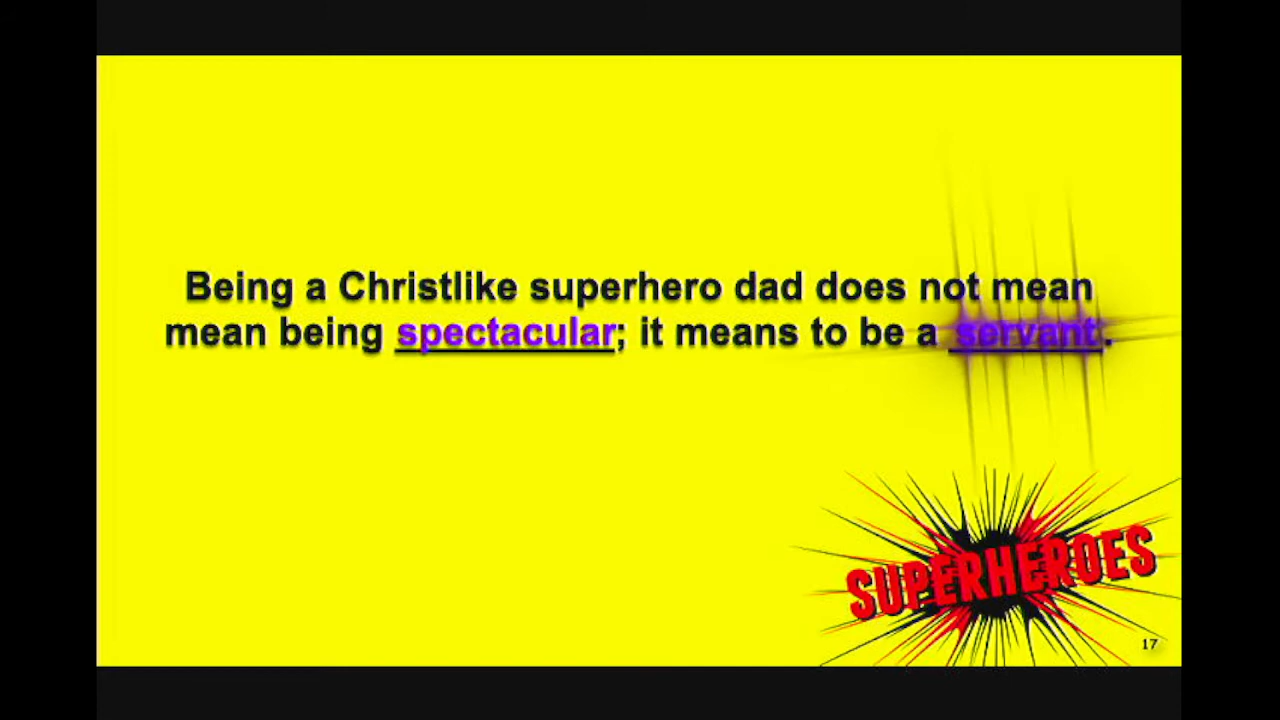 Being a Christlike superhero dad does not mean
mean being spectacular; it means to be a servant.
SUPERHEROES
17